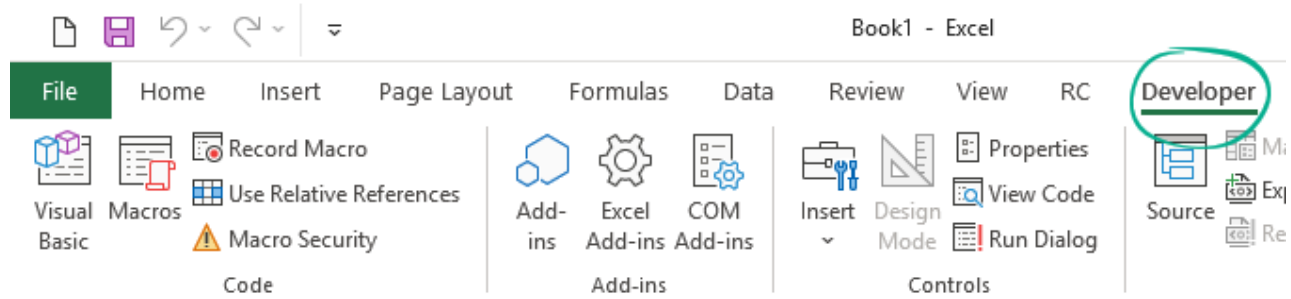 Book1 - Excel
File Home Insert Page Layout Formulas Data Review View RC Developer
Visual Basic
Macros
Record Macro
Use Relative References
Macro Security
Code
Add-ins
Excel Add-ins
COM Add-ins
Add-ins
Insert
Design Mode
Properties
View Code
Run Dialog
Controls
Source